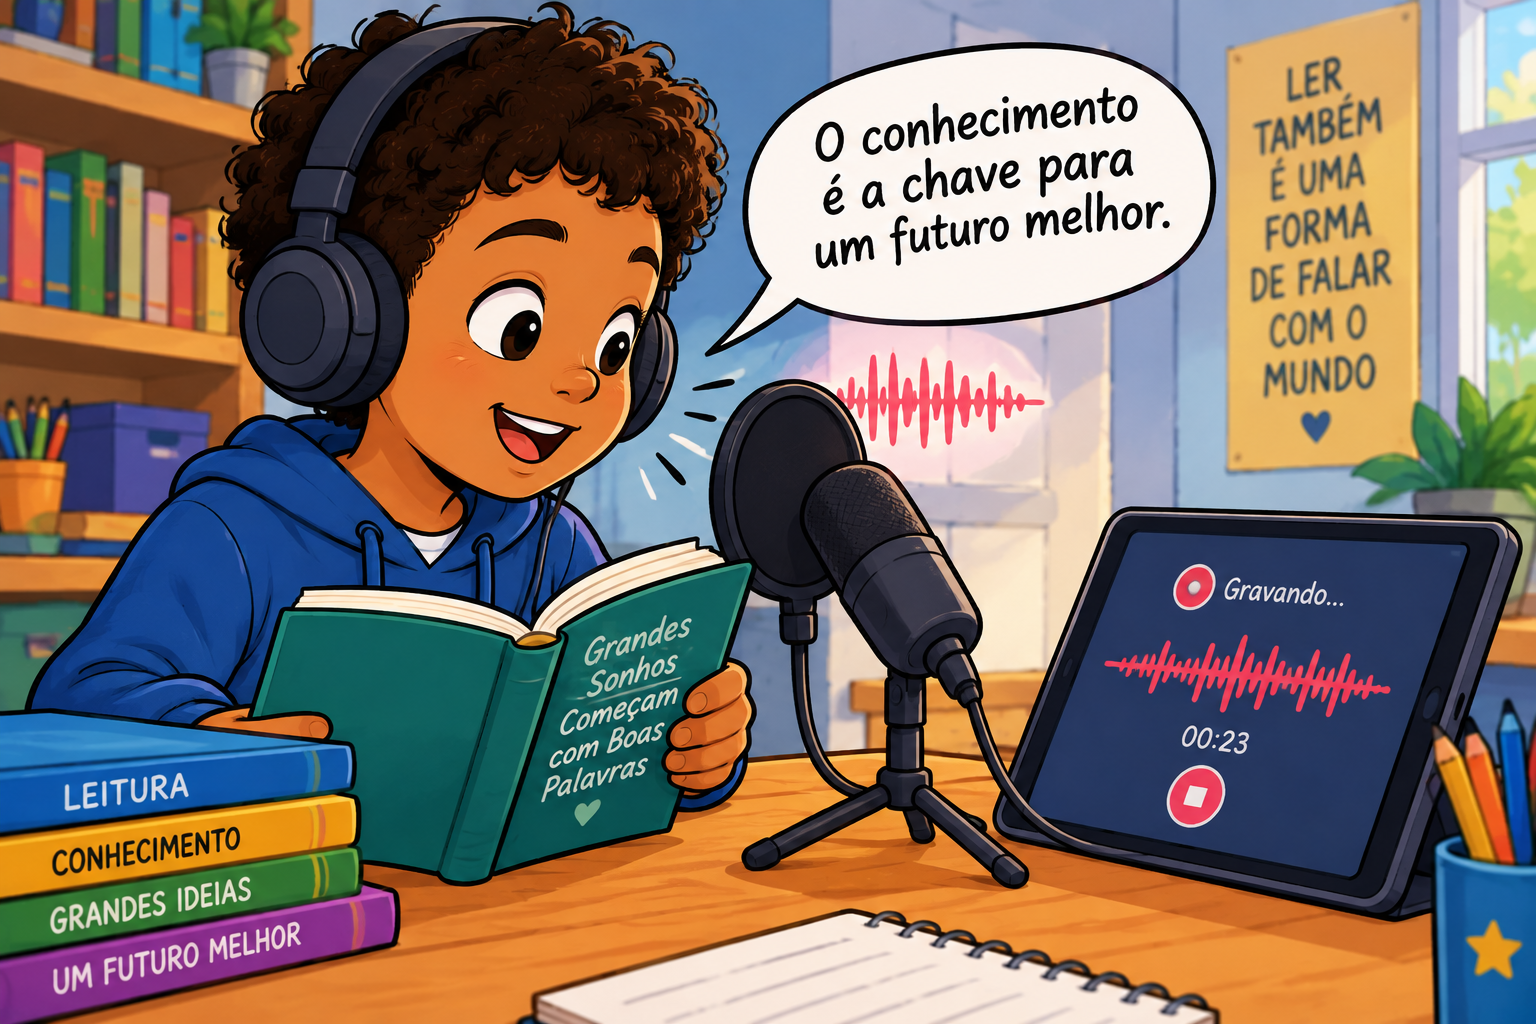 O conhecimento
é a chave para
um futuro melhor.
LER
TAMBÉM
É UMA
FORMA
DE FALAR
COM O
MUNDO
Grandes
Sonhos
Começam
com Boas
Palavras
Gravando...
00:23
LEITURA
CONHECIMENTO
GRANDES IDEIAS
UM FUTURO MELHOR